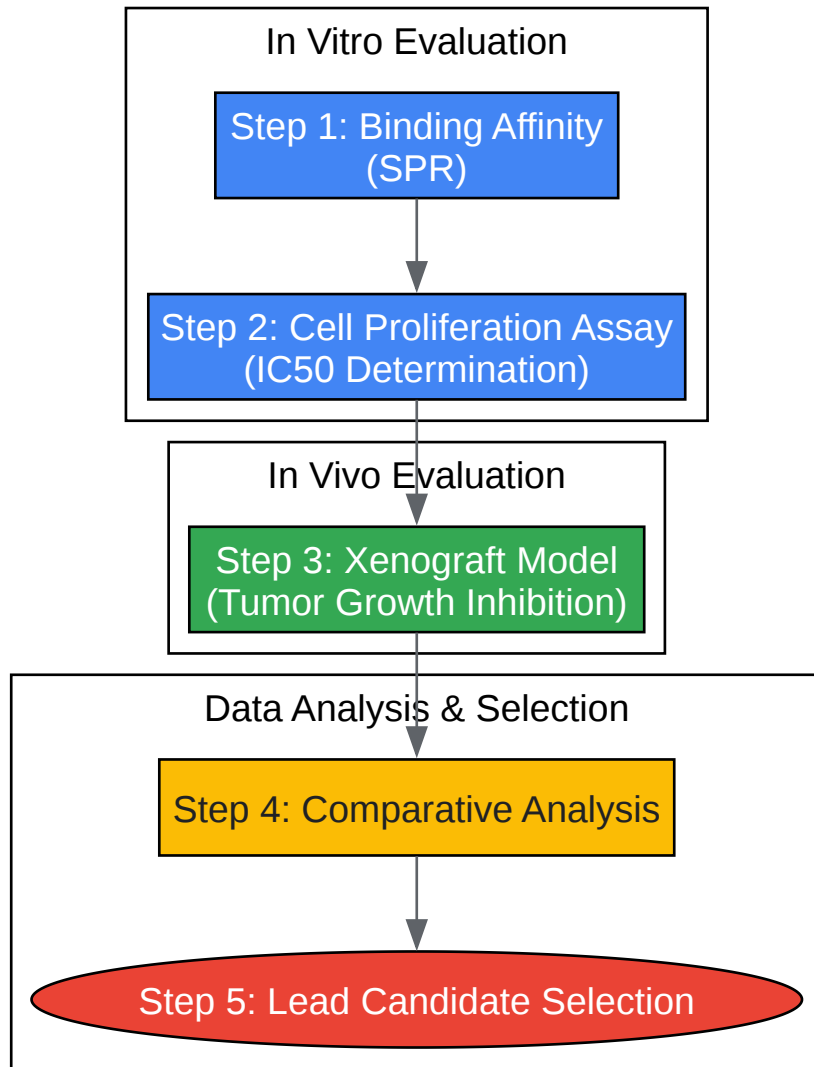 In Vitro Evaluation
Step 1: Binding Affinity
(SPR)
Step 2: Cell Proliferation Assay
(IC50 Determination)
In Vivo Evaluation
Step 3: Xenograft Model
(Tumor Growth Inhibition)
Data Analysis & Selection
Step 4: Comparative Analysis
Step 5: Lead Candidate Selection